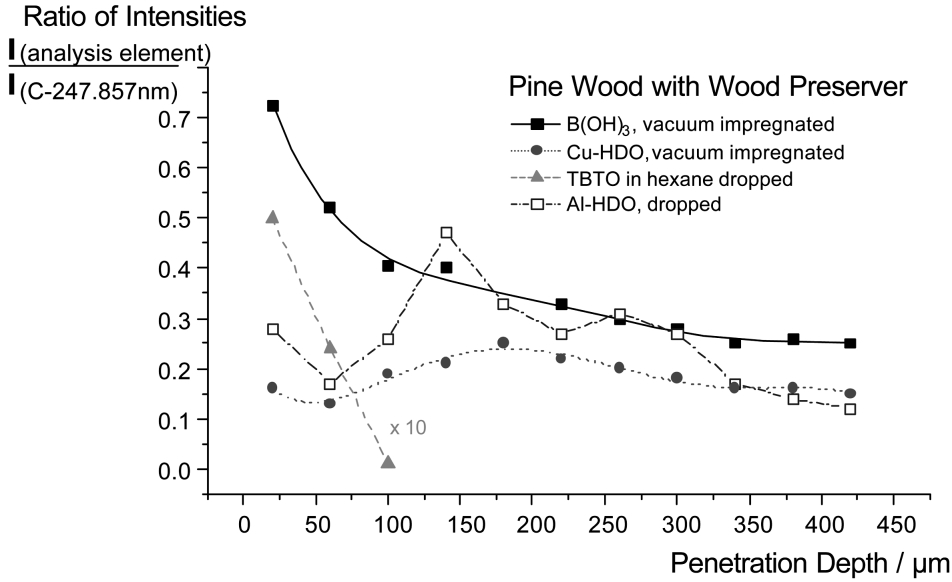 Ratio of Intensities
I (analysis element)
I (C-247.857nm)
Pine Wood with Wood Preserver
B(OH)₃, vacuum impregnated
Cu-HDO, vacuum impregnated
TBTO in hexane dropped
Al-HDO, dropped
0.7
0.6
0.5
0.4
0.3
0.2
0.1
0.0
x 10
0 50 100 150 200 250 300 350 400 450
Penetration Depth / µm